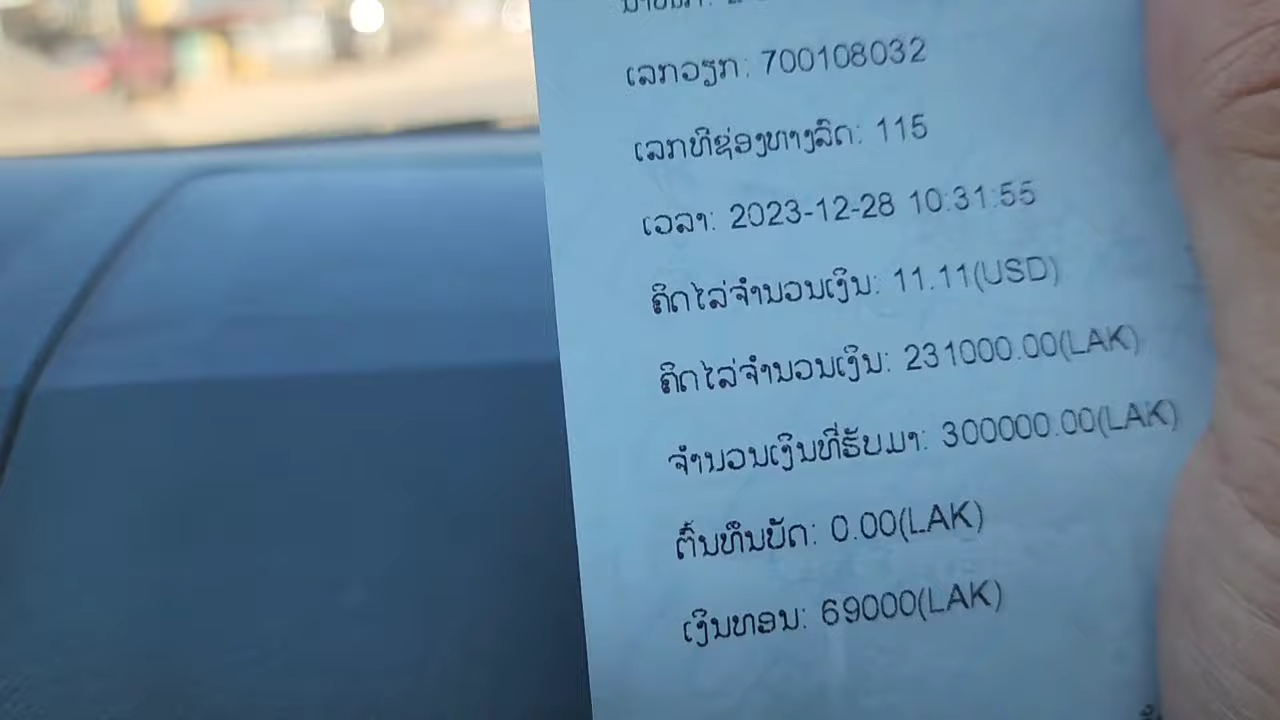 ເລກວຽກ: 700108032
ເລກທີຊ່ອງທາງລົດ: 115
ເວລາ: 2023-12-28 10:31:55
ຄິດໄລ່ຈຳນວນເງິນ: 11.11(USD)
ຄິດໄລ່ຈຳນວນເງິນ: 231000.00(LAK)
ຈຳນວນເງິນທີ່ຮັບມາ: 300000.00(LAK)
ຕົ້ນທຶນບັດ: 0.00(LAK)
ເງິນທອນ: 69000(LAK)